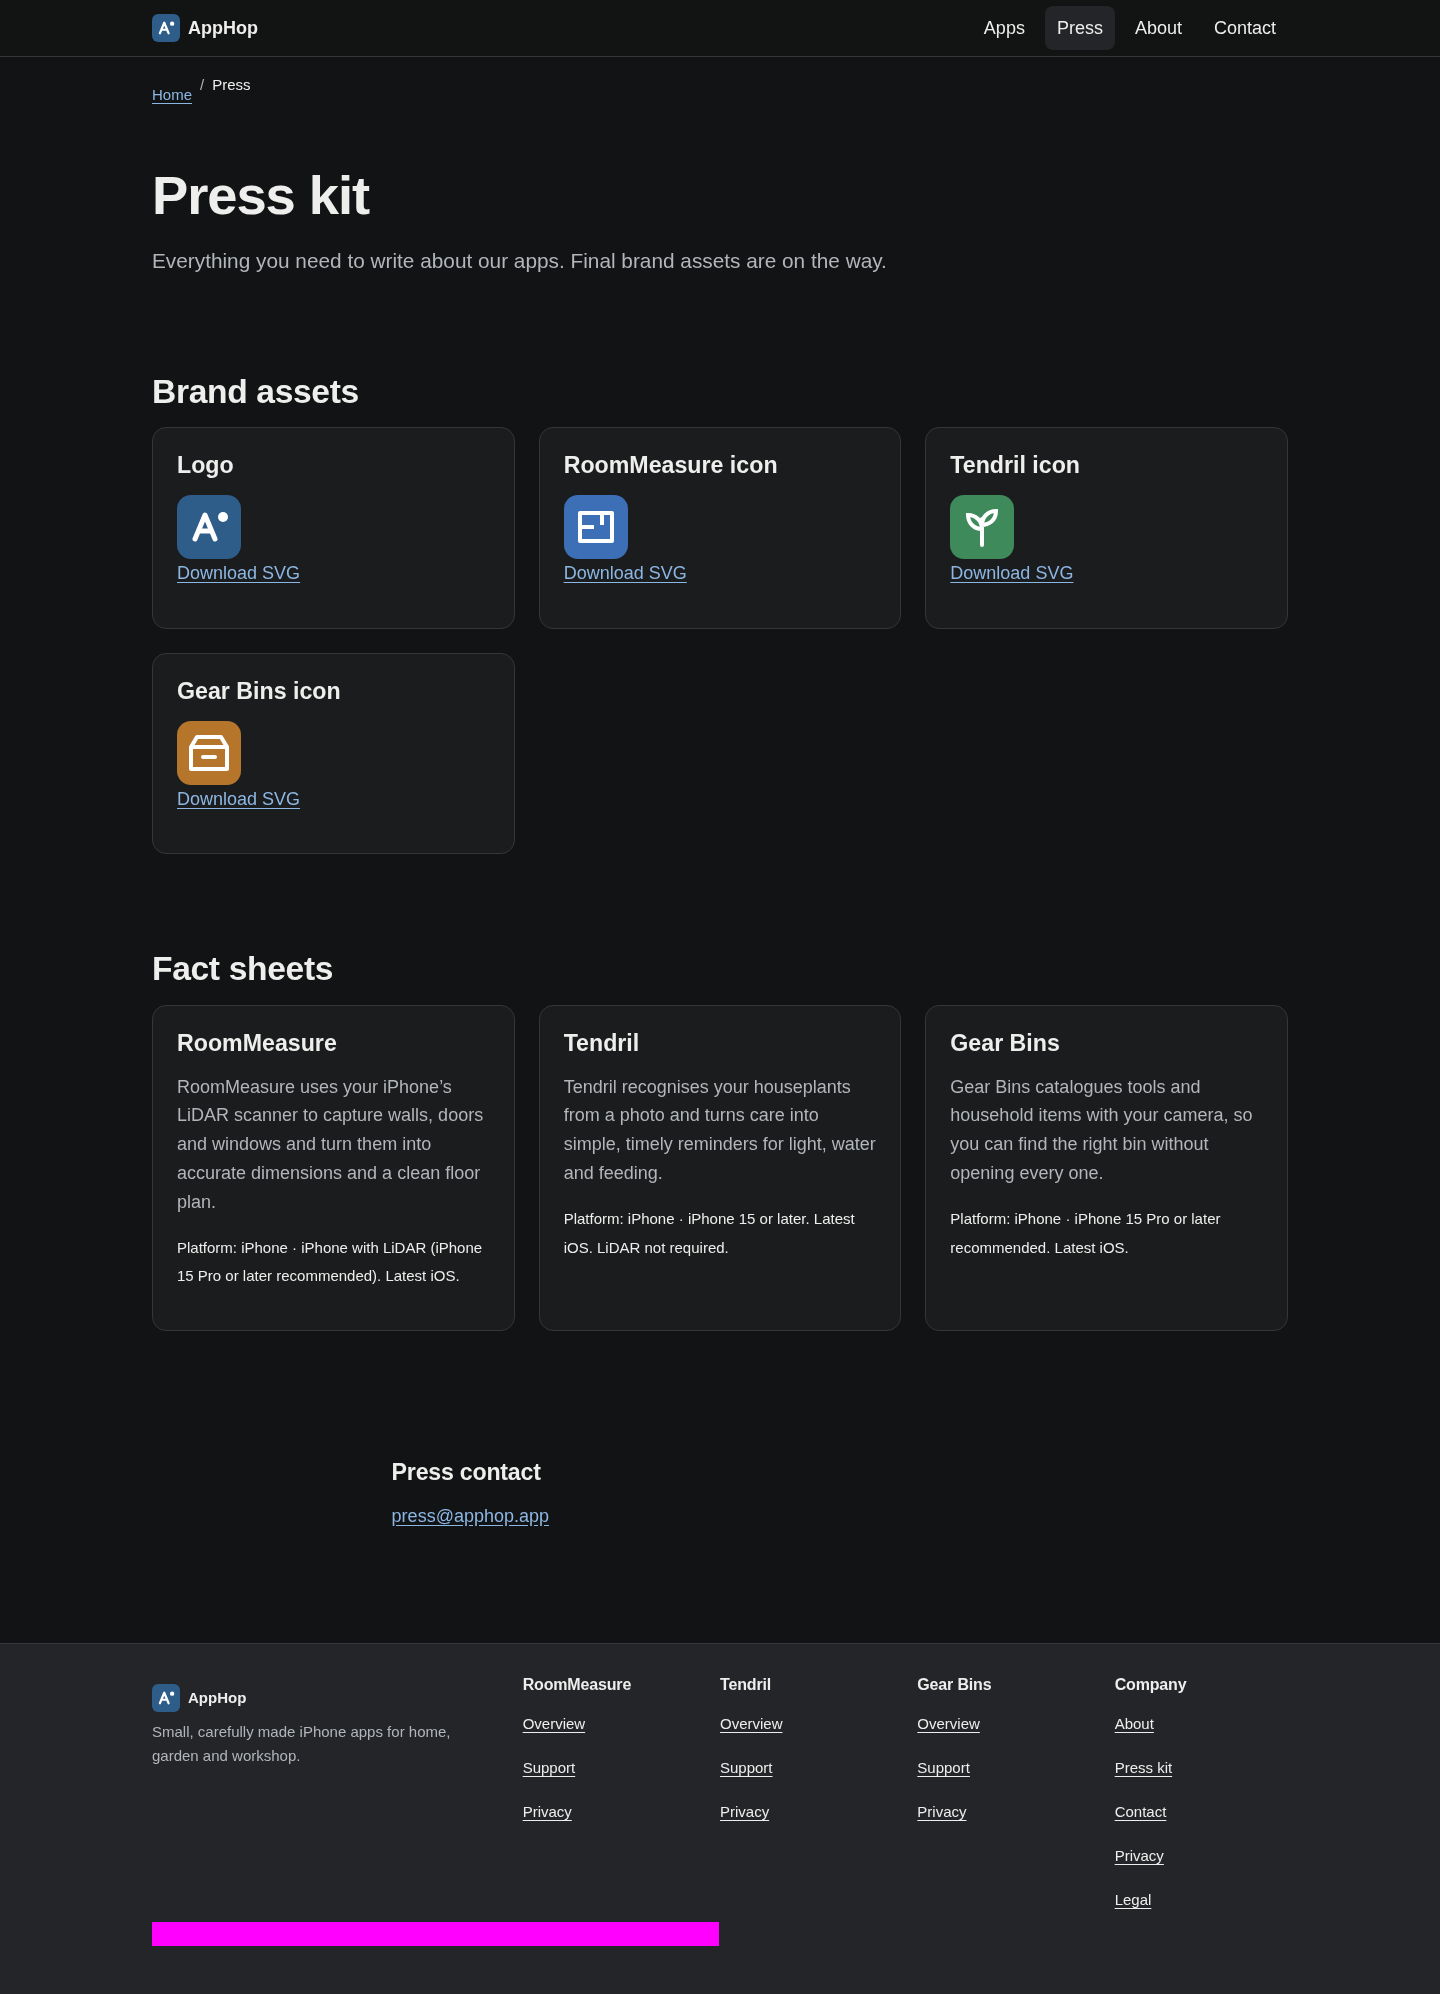 AppHop
Apps
Press
About
Contact
Home / Press
Press kit
Everything you need to write about our apps. Final brand assets are on the way.
Brand assets
Logo
Download SVG
RoomMeasure icon
Download SVG
Tendril icon
Download SVG
Gear Bins icon
Download SVG
Fact sheets
RoomMeasure
RoomMeasure uses your iPhone’s
LiDAR scanner to capture walls, doors
and windows and turn them into
accurate dimensions and a clean floor
plan.
Platform: iPhone · iPhone with LiDAR (iPhone
15 Pro or later recommended). Latest iOS.
Tendril
Tendril recognises your houseplants
from a photo and turns care into
simple, timely reminders for light, water
and feeding.
Platform: iPhone · iPhone 15 or later. Latest
iOS. LiDAR not required.
Gear Bins
Gear Bins catalogues tools and
household items with your camera, so
you can find the right bin without
opening every one.
Platform: iPhone · iPhone 15 Pro or later
recommended. Latest iOS.
Press contact
press@apphop.app
AppHop
Small, carefully made iPhone apps for home,
garden and workshop.
RoomMeasure
Overview
Support
Privacy
Tendril
Overview
Support
Privacy
Gear Bins
Overview
Support
Privacy
Company
About
Press kit
Contact
Privacy
Legal